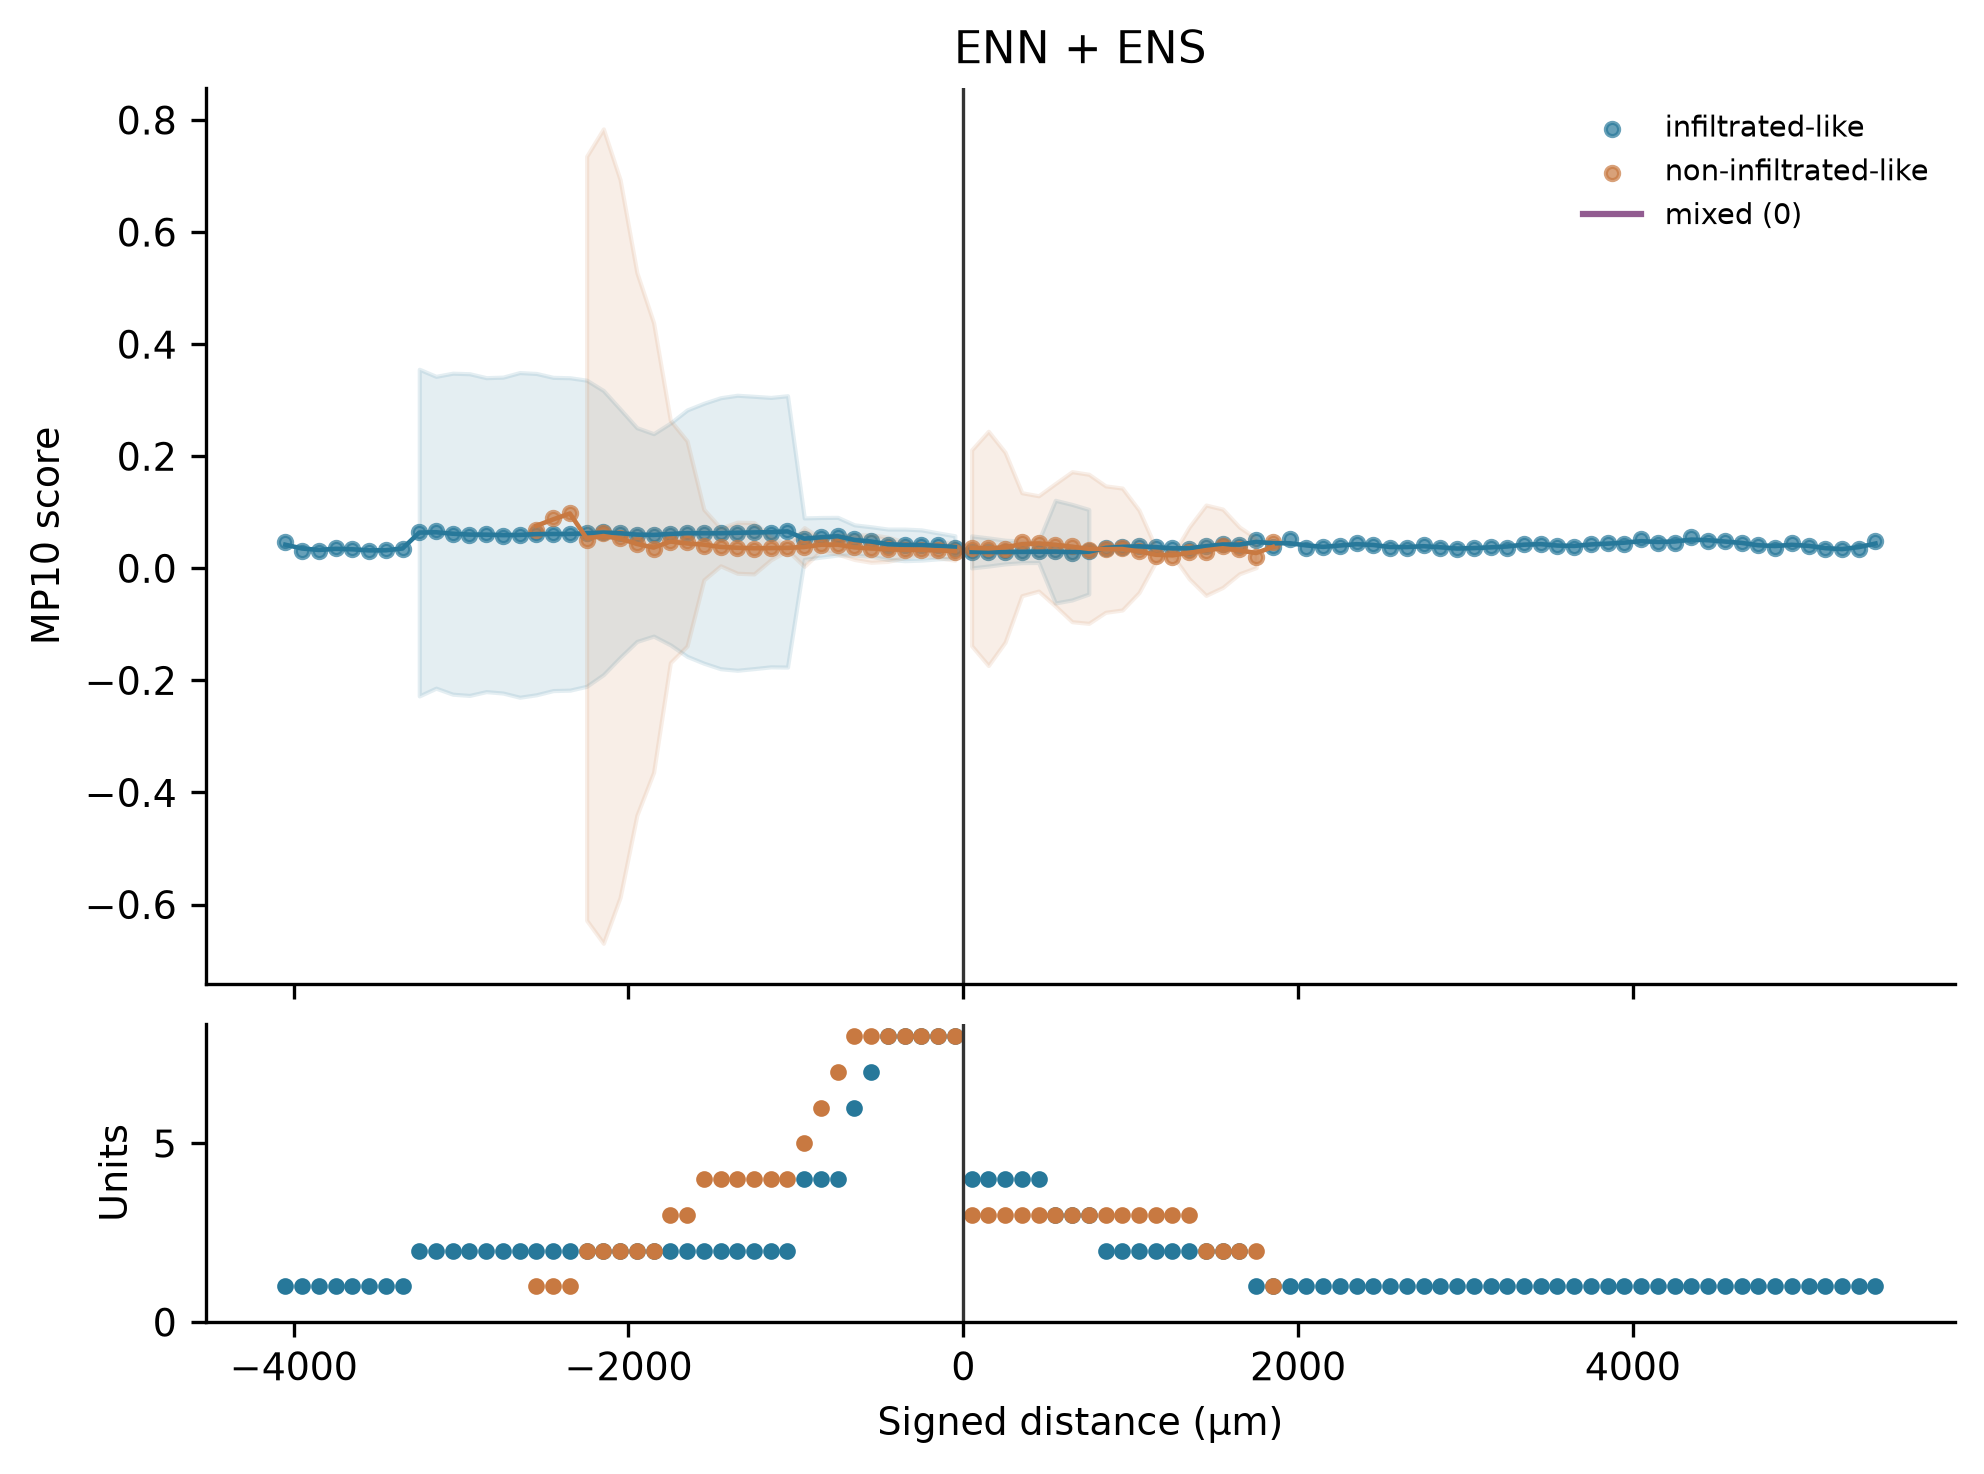 ENN + ENS
0.8
0.6
0.4
0.2
0.0
−0.2
−0.4
−0.6
MP10 score
infiltrated-like
non-infiltrated-like
mixed (0)
5
0
Units
−4000
−2000
0
2000
4000
Signed distance (µm)